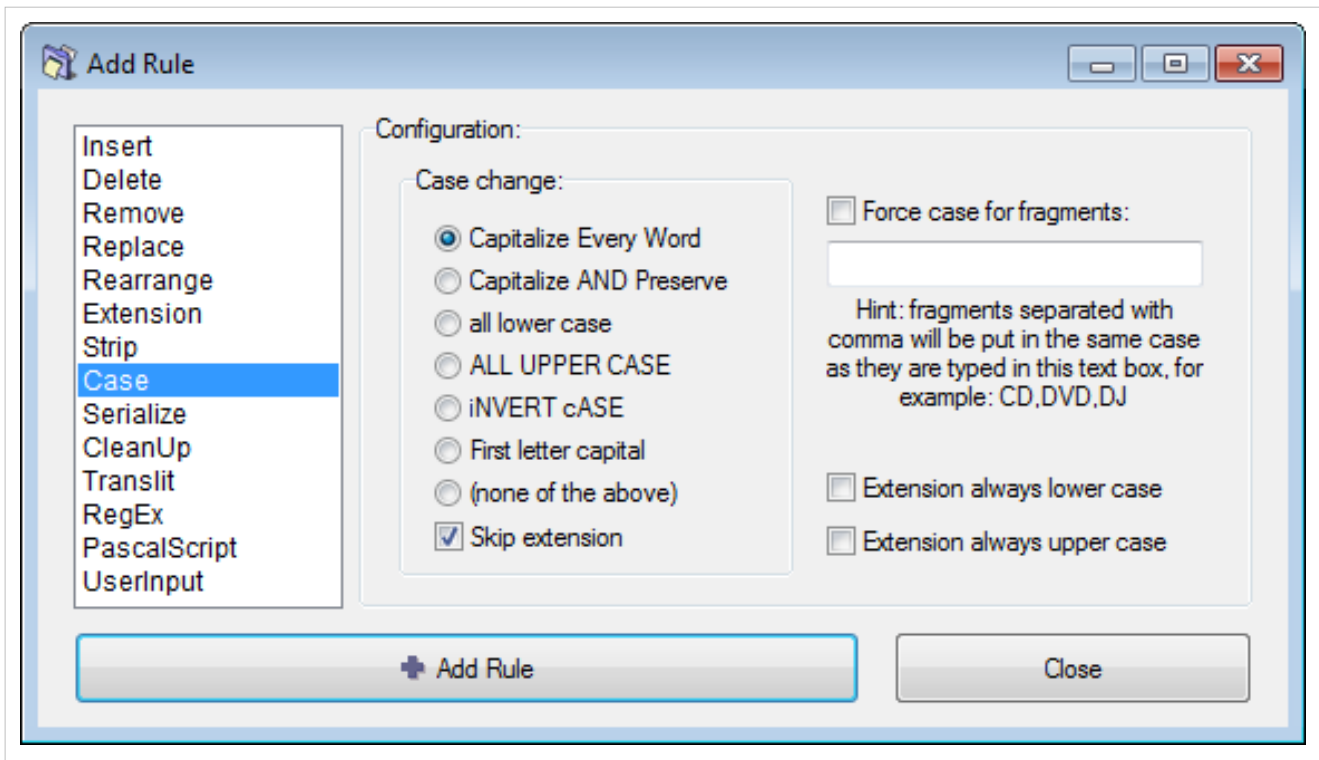 Add Rule
Insert
Delete
Remove
Replace
Rearrange
Extension
Strip
Case
Serialize
CleanUp
Translit
RegEx
PascalScript
UserInput
Configuration:
Case change:
Capitalize Every Word
Capitalize AND Preserve
all lower case
ALL UPPER CASE
iNVERT cASE
First letter capital
(none of the above)
Skip extension
Force case for fragments:
Hint: fragments separated with
comma will be put in the same case
as they are typed in this text box, for
example: CD,DVD,DJ
Extension always lower case
Extension always upper case
Add Rule
Close